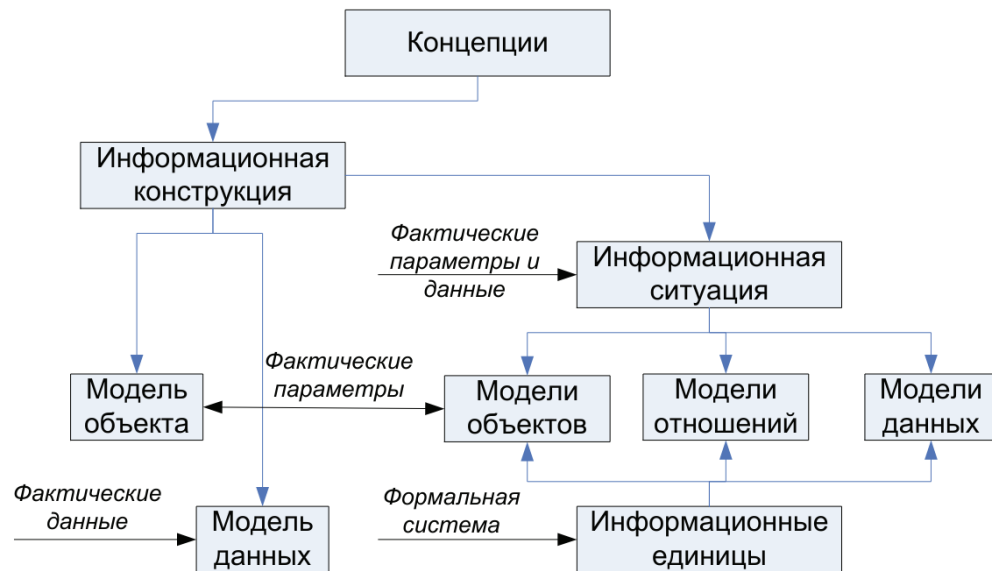 Концепции
Информационная
конструкция
Фактические
параметры и
данные
Информационная
ситуация
Фактические
параметры
Модель
объекта
Модели
объектов
Модели
отношений
Модели
данных
Фактические
данные
Модель
данных
Формальная
система
Информационные
единицы